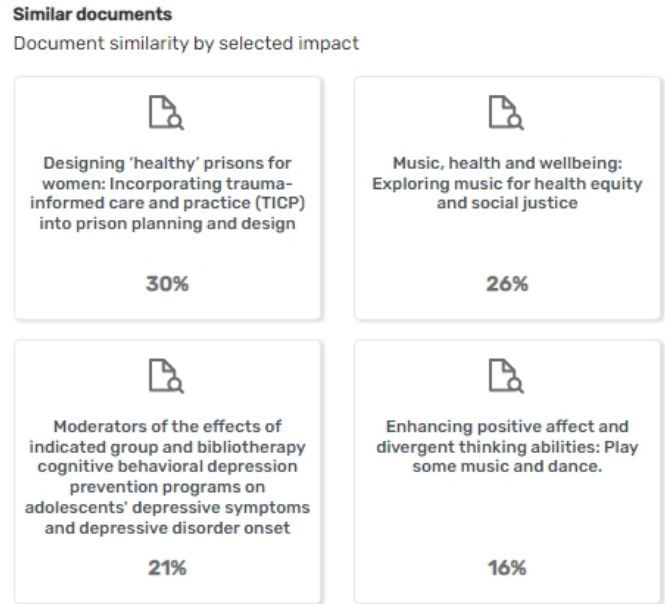 Similar documents
Document similarity by selected impact
Designing ‘healthy’ prisons for
women: Incorporating trauma-
informed care and practice (TICP)
into prison planning and design
30%
Music, health and wellbeing:
Exploring music for health equity
and social justice
26%
Moderators of the effects of
indicated group and bibliotherapy
cognitive behavioral depression
prevention programs on
adolescents' depressive symptoms
and depressive disorder onset
21%
Enhancing positive affect and
divergent thinking abilities: Play
some music and dance.
16%